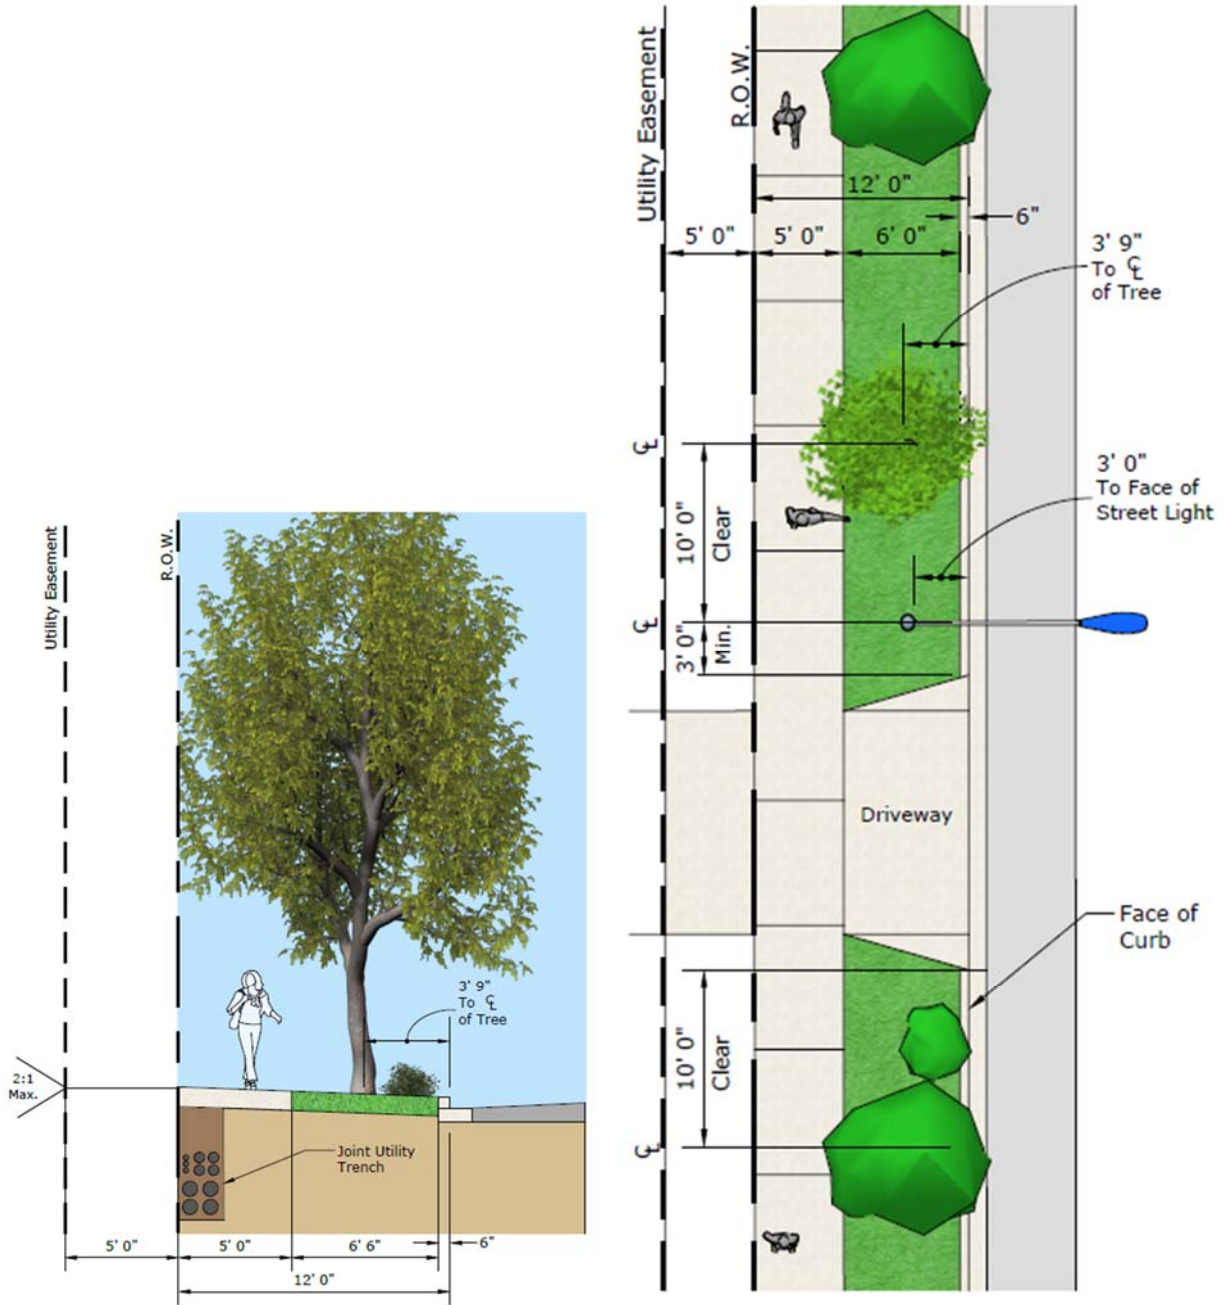 Utility Easement
R.O.W.
12' 0"
6"
5' 0"
5' 0"
6' 0"
3' 9"
To ℄
of Tree
℄
10' 0"
Clear
3' 0"
To Face of
Street Light
℄
3' 0"
Min.
Driveway
Face of
Curb
10' 0"
Clear
℄
Utility Easement
R.O.W.
3' 9"
To ℄
of Tree
2:1
Max.
Joint Utility
Trench
5' 0"
5' 0"
6' 6"
6"
12' 0"